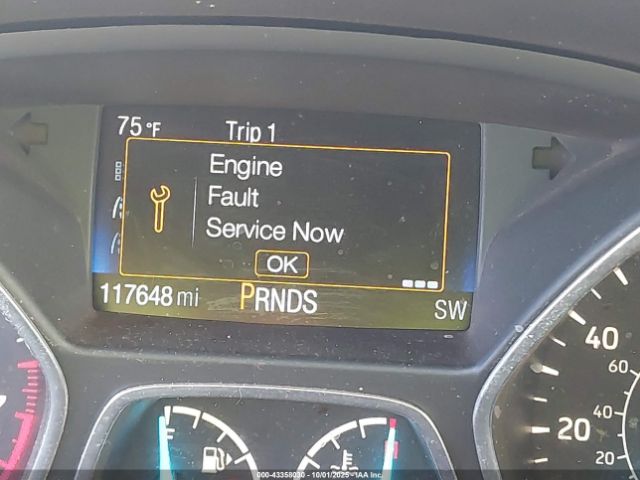 75°F Trip 1
Engine
Fault
Service Now
OK
117648 mi PRNDS SW
40
20
60
40
20
F
000-43358030 - 10/01/2025 - IAA Inc.